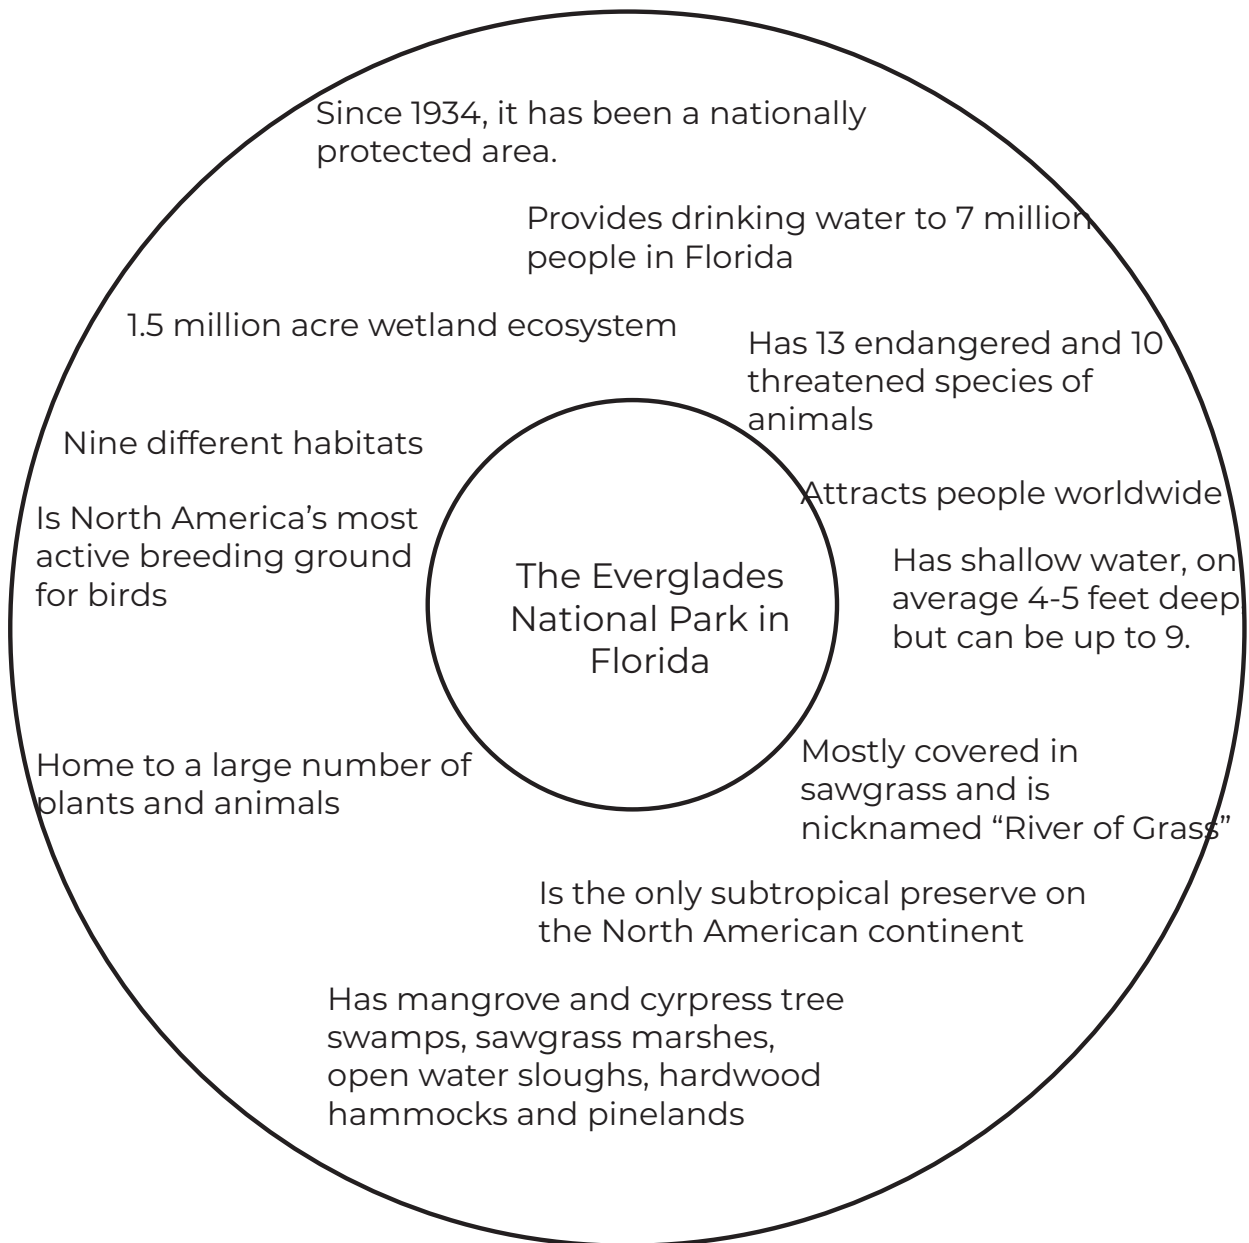 Since 1934, it has been a nationally
protected area.
Provides drinking water to 7 million
people in Florida
1.5 million acre wetland ecosystem
Has 13 endangered and 10
threatened species of
animals
Nine different habitats
Attracts people worldwide
Is North America’s most
active breeding ground
for birds
Has shallow water, on
average 4-5 feet deep
but can be up to 9.
The Everglades
National Park in
Florida
Home to a large number of
plants and animals
Mostly covered in
sawgrass and is
nicknamed “River of Grass”
Is the only subtropical preserve on
the North American continent
Has mangrove and cyrpress tree
swamps, sawgrass marshes,
open water sloughs, hardwood
hammocks and pinelands